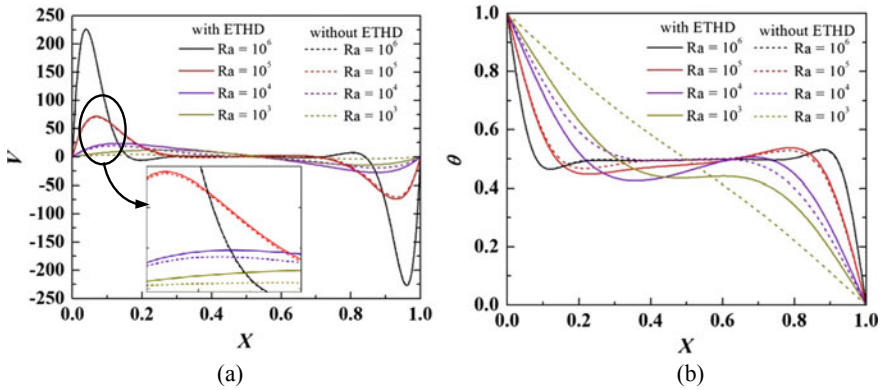 with ETHD without ETHD
Ra = 10⁶ Ra = 10⁶
Ra = 10⁵ Ra = 10⁵
Ra = 10⁴ Ra = 10⁴
Ra = 10³ Ra = 10³
V
250
200
150
100
50
0
-50
-100
-150
-200
-250
0.0 0.2 0.4 0.6 0.8 1.0
X
(a)
with ETHD without ETHD
Ra = 10⁶ Ra = 10⁶
Ra = 10⁵ Ra = 10⁵
Ra = 10⁴ Ra = 10⁴
Ra = 10³ Ra = 10³
θ
1.0
0.8
0.6
0.4
0.2
0.0
0.0 0.2 0.4 0.6 0.8 1.0
X
(b)